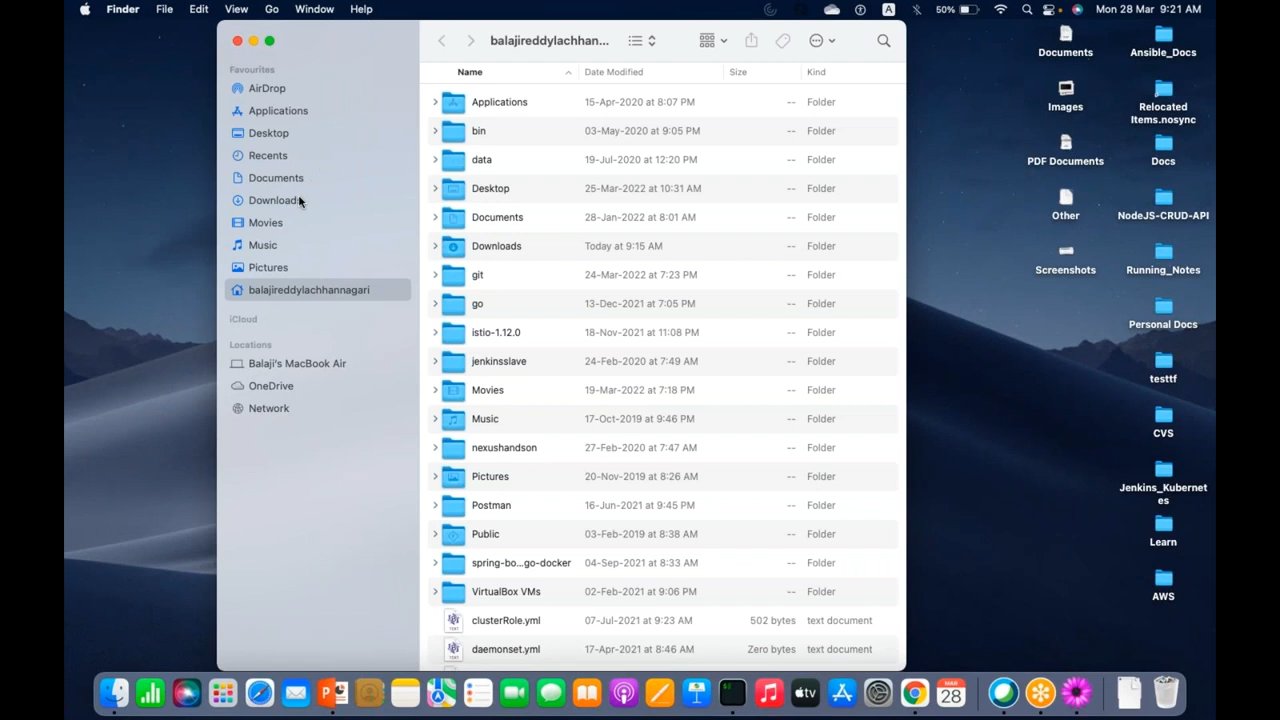 Finder File Edit View Go Window Help
A 50% Mon 28 Mar 9:21 AM
balajireddylachhan...
Favourites
AirDrop
Applications
Desktop
Recents
Documents
Downloads
Movies
Music
Pictures
balajireddylachhannagari
iCloud
Locations
Balaji's MacBook Air
OneDrive
Network
Name Date Modified Size Kind
Applications 15-Apr-2020 at 8:07 PM -- Folder
bin 03-May-2020 at 9:05 PM -- Folder
data 19-Jul-2020 at 12:20 PM -- Folder
Desktop 25-Mar-2022 at 10:31 AM -- Folder
Documents 28-Jan-2022 at 8:01 AM -- Folder
Downloads Today at 9:15 AM -- Folder
git 24-Mar-2022 at 7:23 PM -- Folder
go 13-Dec-2021 at 7:05 PM -- Folder
istio-1.12.0 18-Nov-2021 at 11:08 PM -- Folder
jenkinsslave 24-Feb-2020 at 7:49 AM -- Folder
Movies 19-Mar-2022 at 7:18 PM -- Folder
Music 17-Oct-2019 at 9:46 PM -- Folder
nexushandson 27-Feb-2020 at 7:47 AM -- Folder
Pictures 20-Nov-2019 at 8:26 AM -- Folder
Postman 16-Jun-2021 at 9:45 PM -- Folder
Public 03-Feb-2019 at 8:38 AM -- Folder
spring-bo...go-docker 04-Sep-2021 at 8:33 AM -- Folder
VirtualBox VMs 02-Feb-2021 at 9:06 PM -- Folder
clusterRole.yml 07-Jul-2021 at 9:23 AM 502 bytes text document
daemonset.yml 17-Apr-2021 at 8:46 AM Zero bytes text document
Documents
Images
PDF Documents
Other
Screenshots
Ansible_Docs
Relocated
Items.nosync
Docs
NodeJS-CRUD-API
Running_Notes
Personal Docs
testtf
CVS
Jenkins_Kubernet
es
Learn
AWS
tv
MAR
28